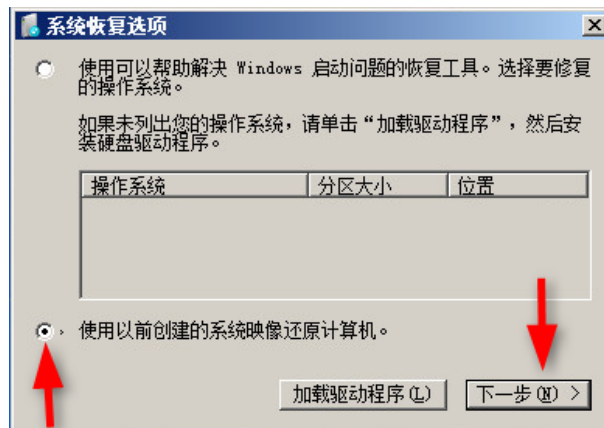 系统恢复选项
使用可以帮助解决 Windows 启动问题的恢复工具。选择要修复
的操作系统。
如果未列出您的操作系统,请单击“加载驱动程序”,然后安
装硬盘驱动程序。
操作系统 分区大小 位置
使用以前创建的系统映像还原计算机。
加载驱动程序(L) 下一步(N) >